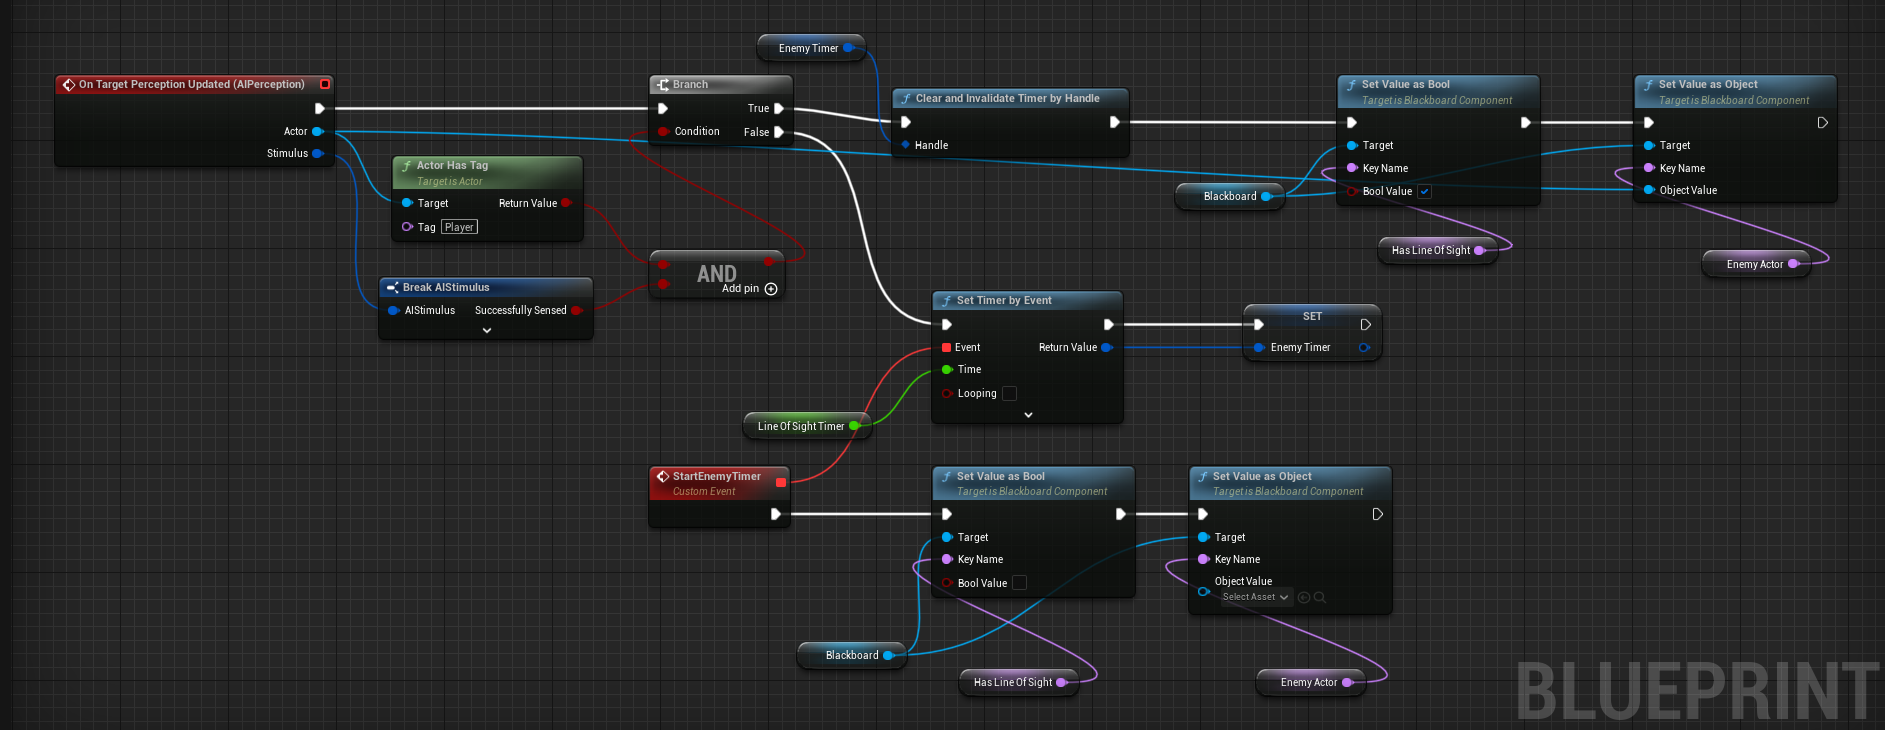 Enemy Timer
On Target Perception Updated (AIPerception)
Actor
Stimulus
Branch
True
Condition
False
Clear and Invalidate Timer by Handle
Handle
Set Value as Bool
Target is Blackboard Component
Target
Key Name
Bool Value
Set Value as Object
Target is Blackboard Component
Target
Key Name
Object Value
Actor Has Tag
Target is Actor
Target
Return Value
Tag Player
Blackboard
Has Line Of Sight
Enemy Actor
AND
Add pin
Break AIStimulus
AIStimulus
Successfully Sensed
Set Timer by Event
Event
Return Value
Time
Looping
SET
Enemy Timer
Line Of Sight Timer
StartEnemyTimer
Custom Event
Set Value as Bool
Target is Blackboard Component
Target
Key Name
Bool Value
Set Value as Object
Target is Blackboard Component
Target
Key Name
Object Value
Select Asset
Blackboard
Has Line Of Sight
Enemy Actor
BLUEPRINT